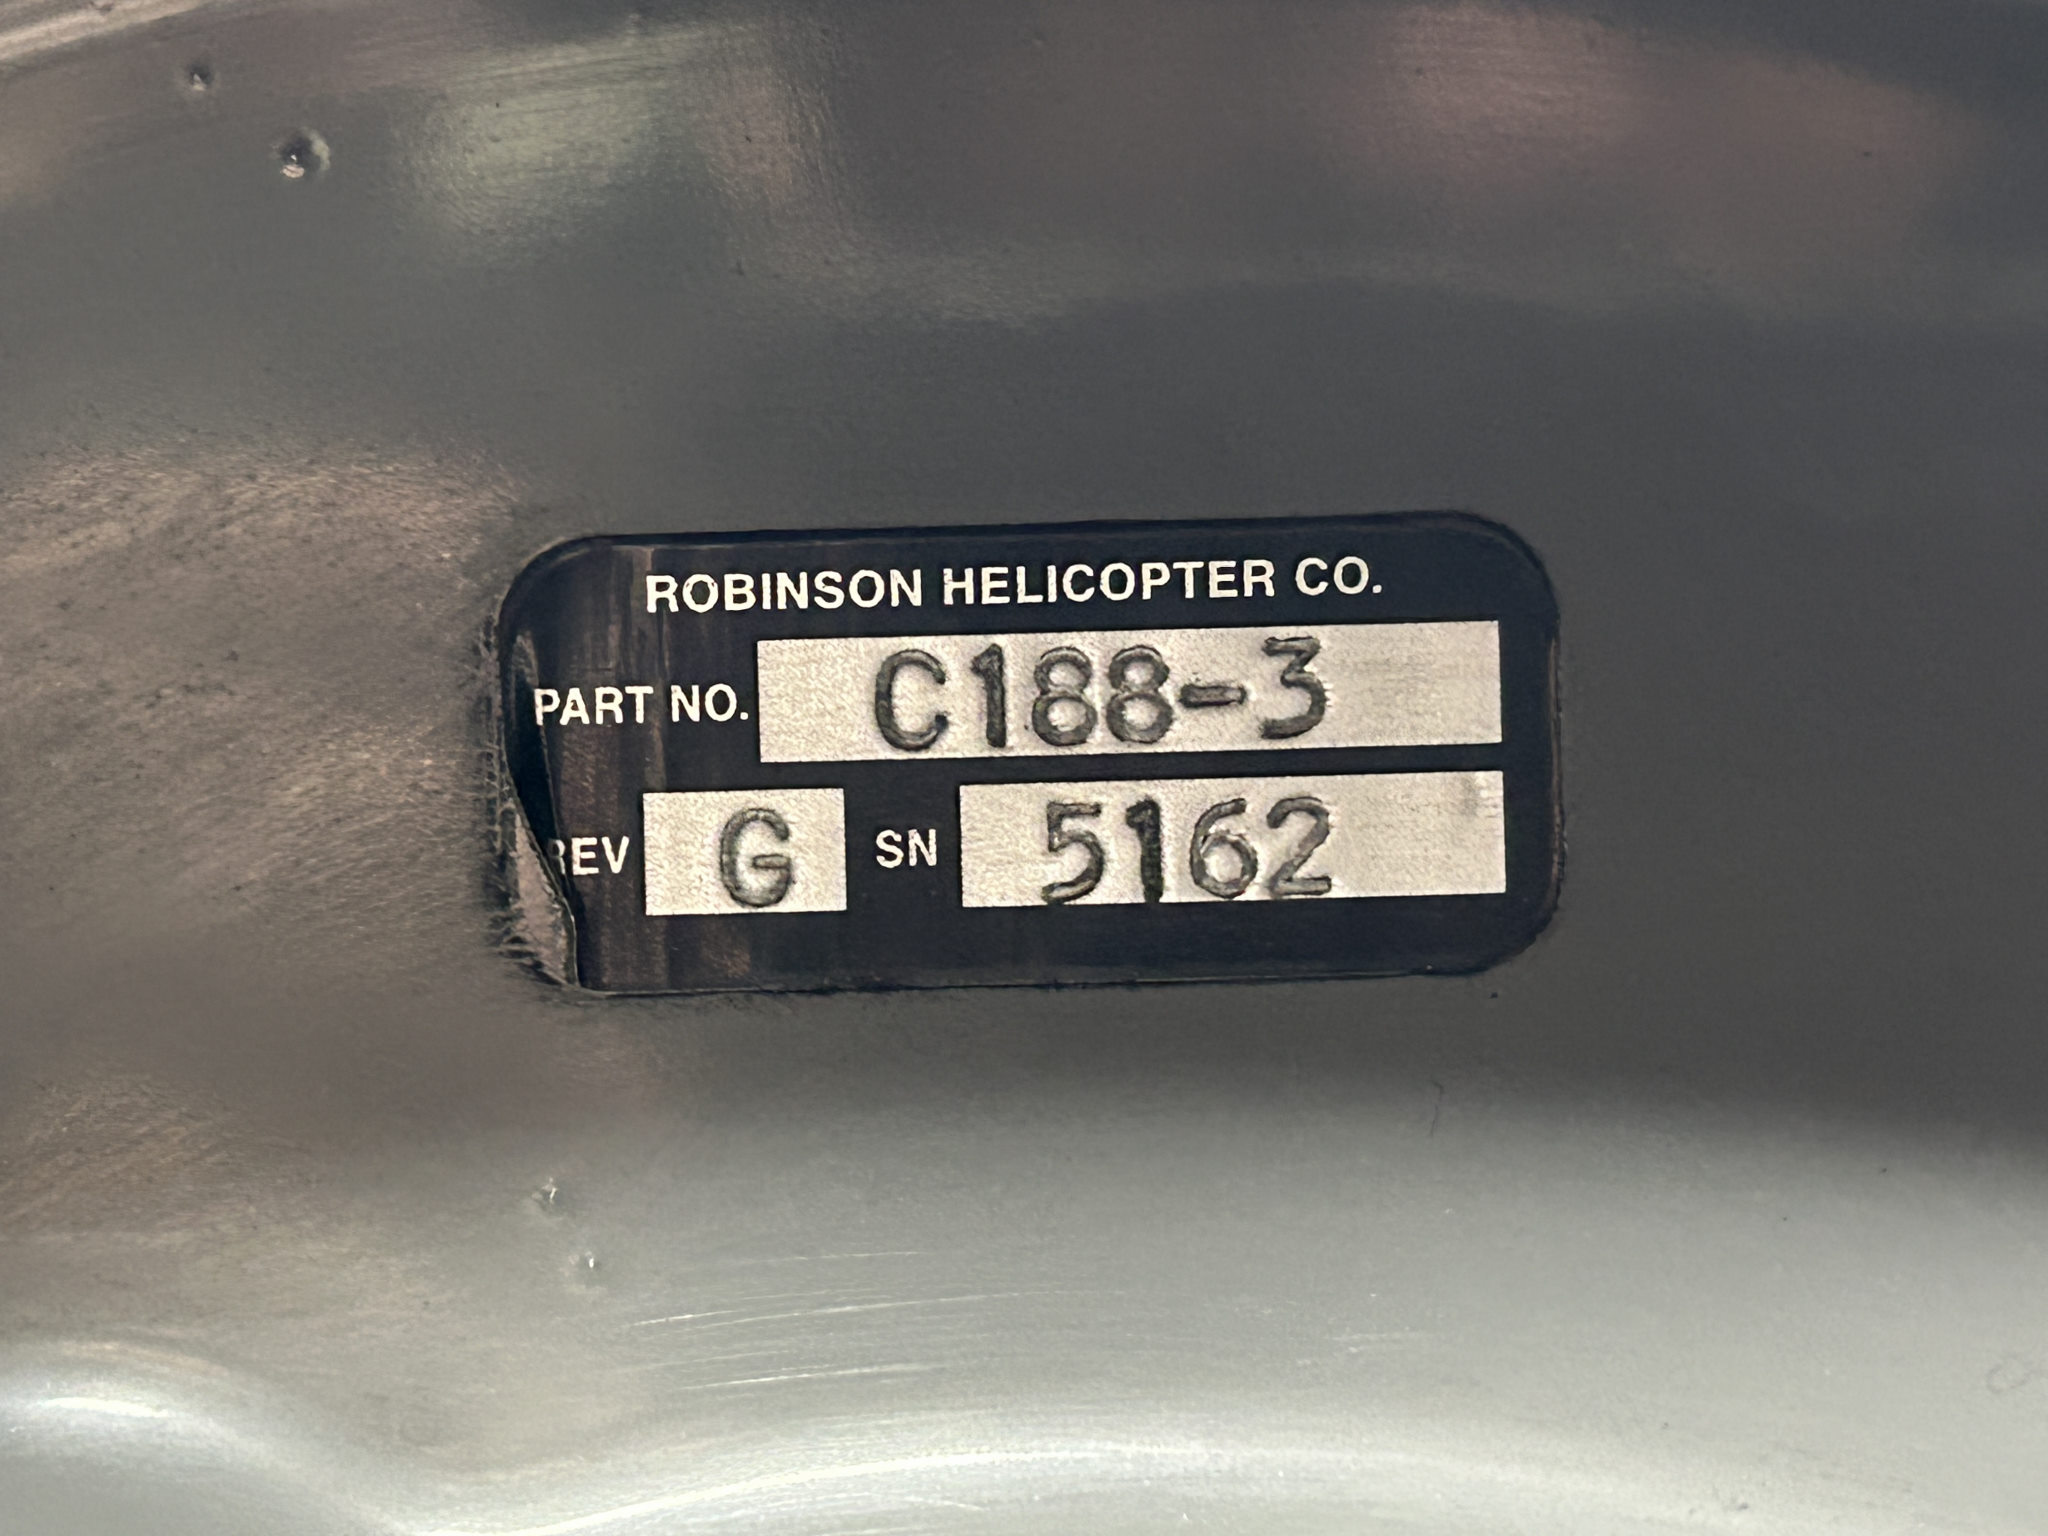 ROBINSON HELICOPTER CO.
PART NO. C188-3
REV G SN 5162